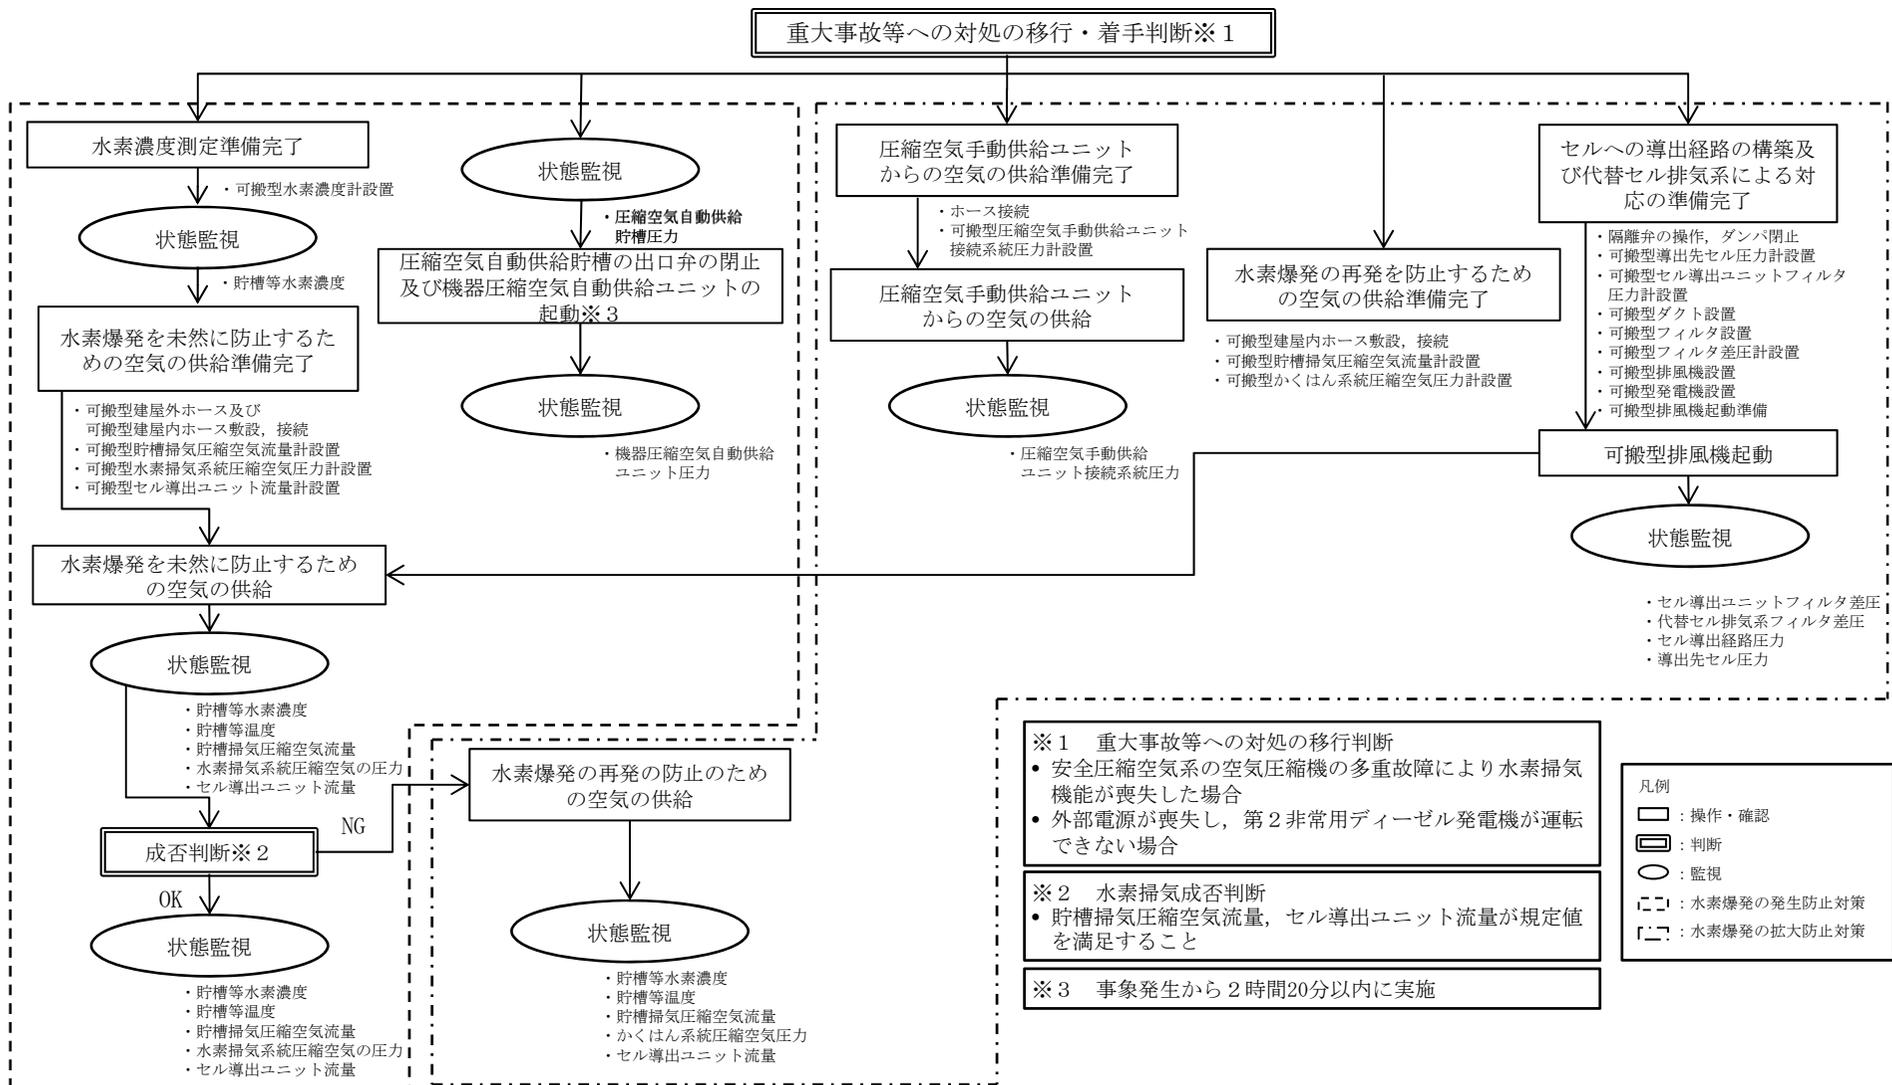 重大事故等への対処の移行・着手判断※１
水素濃度測定準備完了
・可搬型水素濃度計設置
状態監視
・貯槽等水素濃度
水素爆発を未然に防止するた
めの空気の供給準備完了
・可搬型建屋外ホース及び
可搬型建屋内ホース敷設，接続
・可搬型貯槽掃気圧縮空気流量計設置
・可搬型水素掃気系統圧縮空気圧力計設置
・可搬型セル導出ユニット流量計設置
水素爆発を未然に防止するため
の空気の供給
状態監視
・貯槽等水素濃度
・貯槽等温度
・貯槽掃気圧縮空気流量
・水素掃気系統圧縮空気の圧力
・セル導出ユニット流量
成否判断※２
NG
OK
状態監視
・貯槽等水素濃度
・貯槽等温度
・貯槽掃気圧縮空気流量
・水素掃気系統圧縮空気の圧力
・セル導出ユニット流量
状態監視
・圧縮空気自動供給
貯槽圧力
圧縮空気自動供給貯槽の出口弁の閉止
及び機器圧縮空気自動供給ユニットの
起動※３
状態監視
・機器圧縮空気自動供給
ユニット圧力
圧縮空気手動供給ユニット
からの空気の供給準備完了
・ホース接続
・可搬型圧縮空気手動供給ユニット
接続系統圧力計設置
圧縮空気手動供給ユニット
からの空気の供給
状態監視
・圧縮空気手動供給
ユニット接続系統圧力
水素爆発の再発を防止するため
の空気の供給準備完了
・可搬型建屋内ホース敷設，接続
・可搬型貯槽掃気圧縮空気流量計設置
・可搬型かくはん系統圧縮空気圧力計設置
セルへの導出経路の構築及
び代替セル排気系による対
応の準備完了
・隔離弁の操作，ダンパ閉止
・可搬型導出先セル圧力計設置
・可搬型セル導出ユニットフィルタ
圧力計設置
・可搬型ダクト設置
・可搬型フィルタ設置
・可搬型フィルタ差圧計設置
・可搬型排風機設置
・可搬型発電機設置
・可搬型排風機起動準備
可搬型排風機起動
状態監視
・セル導出ユニットフィルタ差圧
・代替セル排気系フィルタ差圧
・セル導出経路圧力
・導出先セル圧力
水素爆発の再発の防止のため
の空気の供給
状態監視
・貯槽等水素濃度
・貯槽等温度
・貯槽掃気圧縮空気流量
・かくはん系統圧縮空気圧力
・セル導出ユニット流量
※１　重大事故等への対処の移行判断
• 安全圧縮空気系の空気圧縮機の多重故障により水素掃気
機能が喪失した場合
• 外部電源が喪失し，第２非常用ディーゼル発電機が運転
できない場合
※２　水素掃気成否判断
• 貯槽掃気圧縮空気流量，セル導出ユニット流量が規定値
を満足すること
※３　事象発生から２時間20分以内に実施
凡例
：操作・確認
：判断
：監視
：水素爆発の発生防止対策
：水素爆発の拡大防止対策